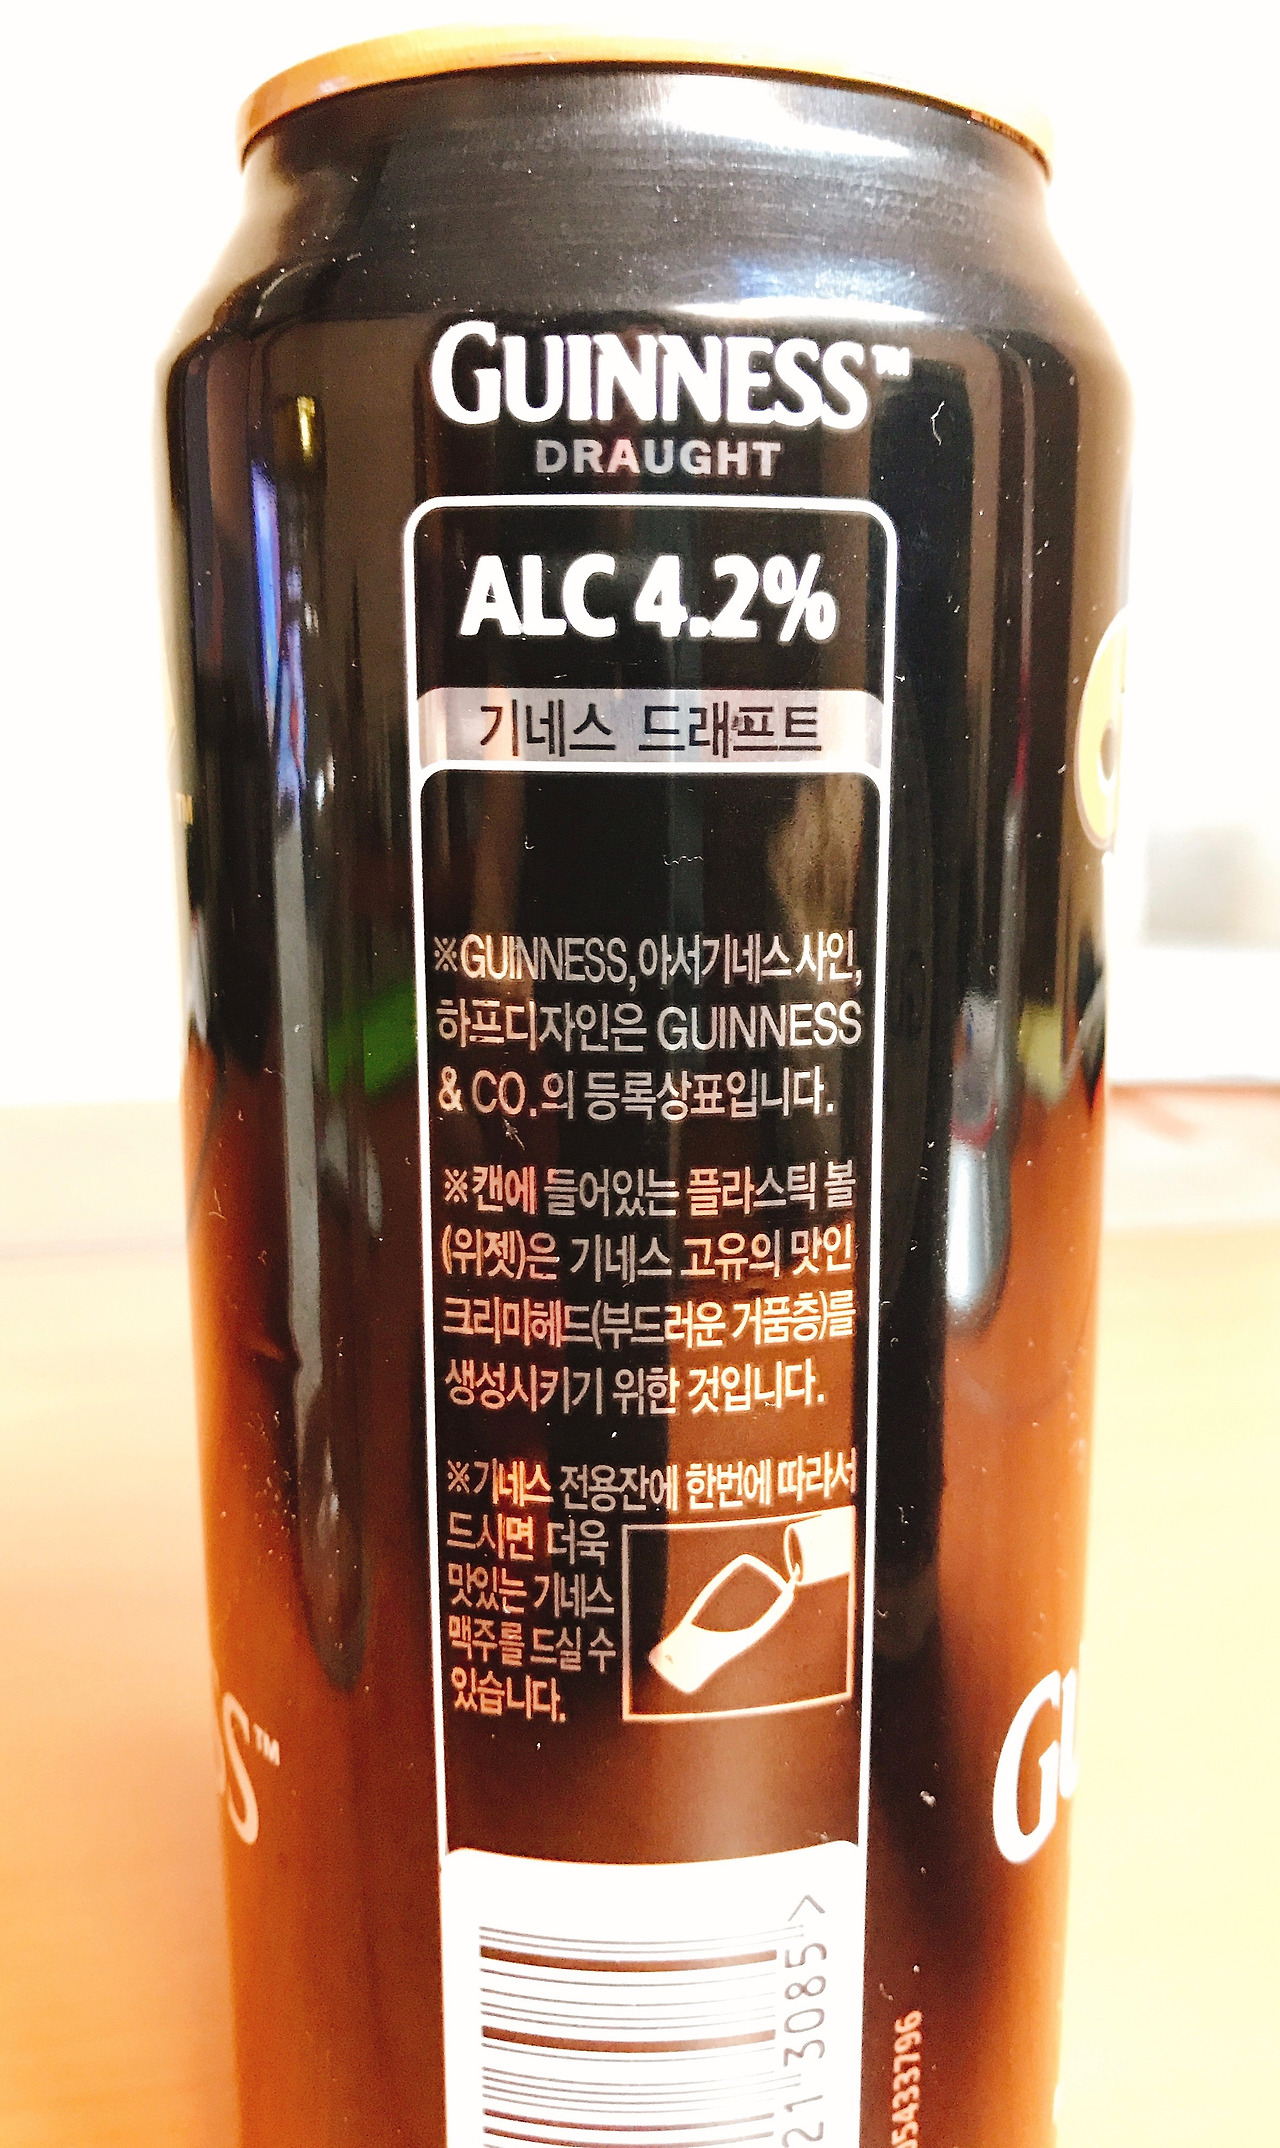 GUINNESS™
DRAUGHT
ALC 4.2%
기네스 드래프트
※GUINNESS,아서기네스 사인,
하프디자인은 GUINNESS
& CO.의 등록상표입니다.
※캔에 들어있는 플라스틱 볼
(위젯)은 기네스 고유의 맛인
크리미헤드(부드러운 거품층)를
생성시키기 위한 것입니다.
※기네스 전용잔에 한번에 따라서
드시면 더욱
맛있는 기네스
맥주를 드실 수
있습니다.